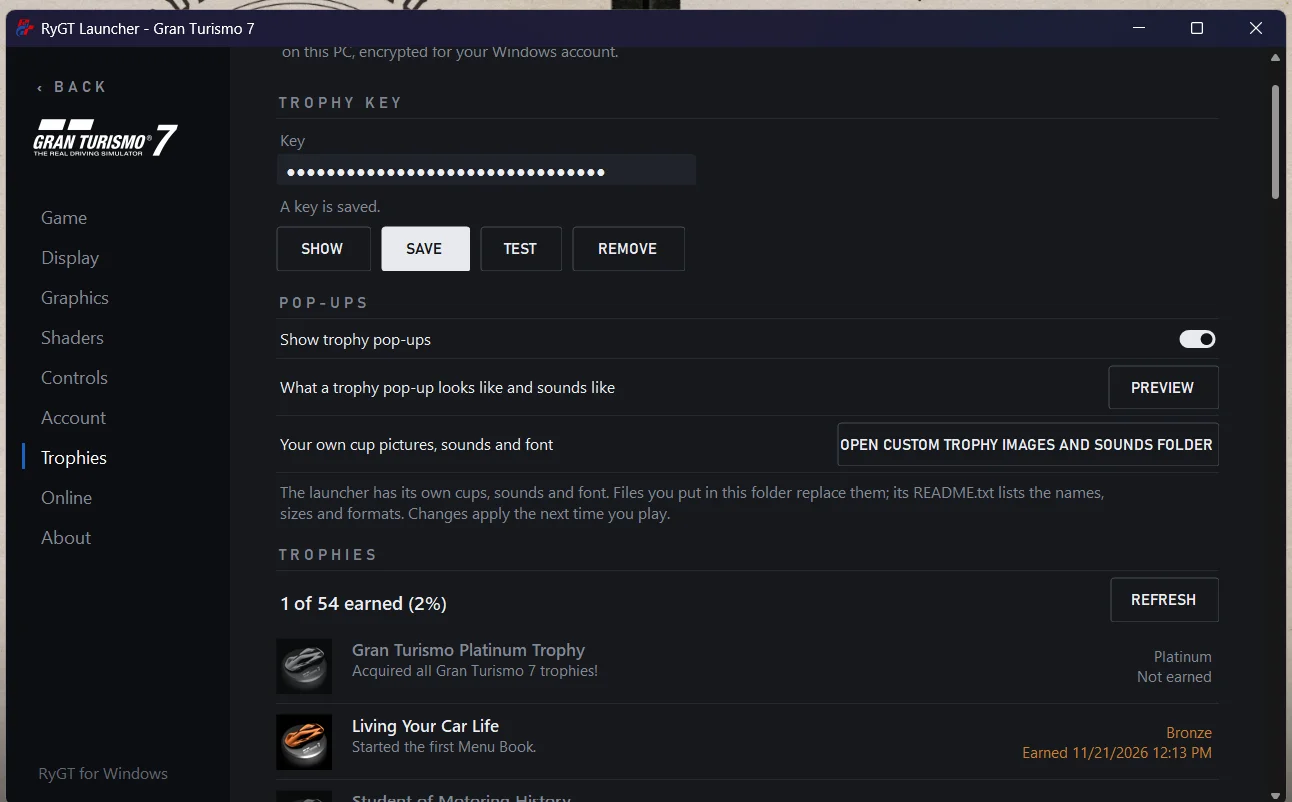 RyGT Launcher - Gran Turismo 7
on this PC, encrypted for your Windows account.
‹ BACK
GRAN TURISMO® 7
THE REAL DRIVING SIMULATOR
Game
Display
Graphics
Shaders
Controls
Account
Trophies
Online
About
RyGT for Windows
TROPHY KEY
Key
••••••••••••••••••••••••••••••••
A key is saved.
SHOW SAVE TEST REMOVE
POP-UPS
Show trophy pop-ups
What a trophy pop-up looks like and sounds like PREVIEW
Your own cup pictures, sounds and font OPEN CUSTOM TROPHY IMAGES AND SOUNDS FOLDER
The launcher has its own cups, sounds and font. Files you put in this folder replace them; its README.txt lists the names,
sizes and formats. Changes apply the next time you play.
TROPHIES
1 of 54 earned (2%) REFRESH
Gran Turismo Platinum Trophy
Acquired all Gran Turismo 7 trophies!
Platinum
Not earned
Living Your Car Life
Started the first Menu Book.
Bronze
Earned 11/21/2026 12:13 PM
Student of Motoring History